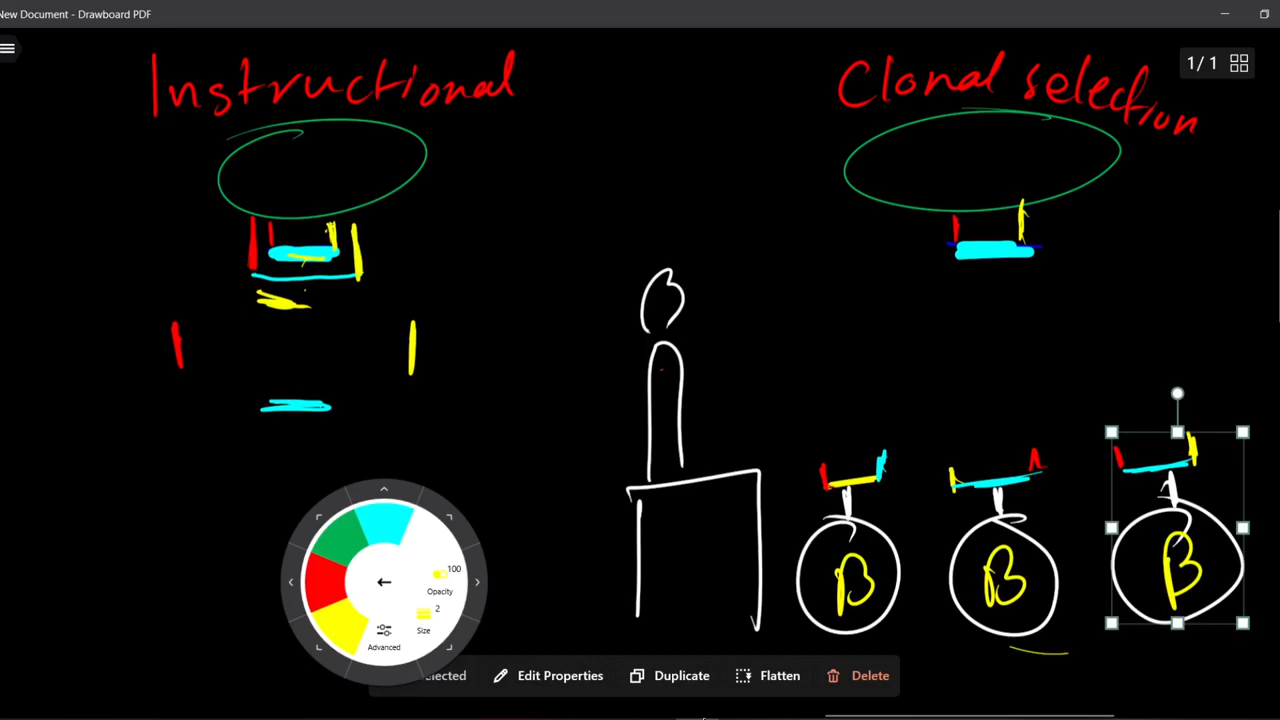 New Document - Drawboard PDF
Instructional
Clonal selection
1/1
B
B
B
100
Opacity
2
Size
Advanced
elected
Edit Properties
Duplicate
Flatten
Delete